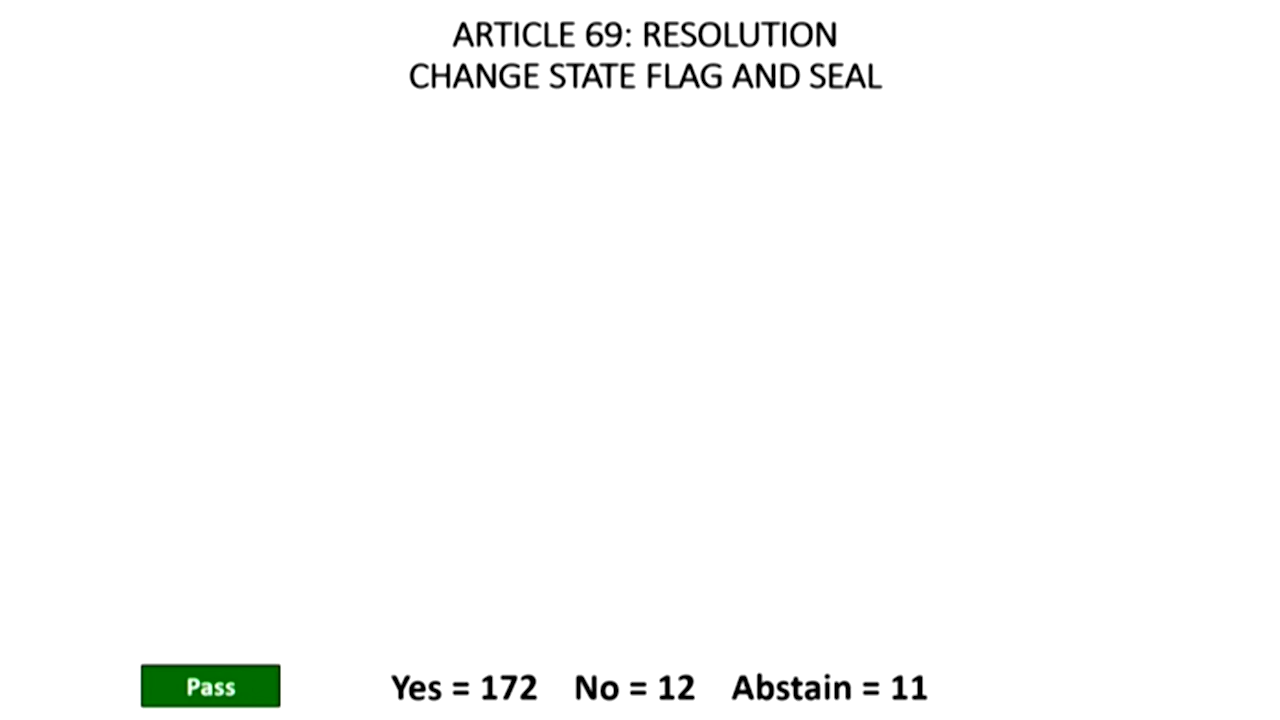 ARTICLE 69: RESOLUTION
CHANGE STATE FLAG AND SEAL
Pass Yes = 172 No = 12 Abstain = 11